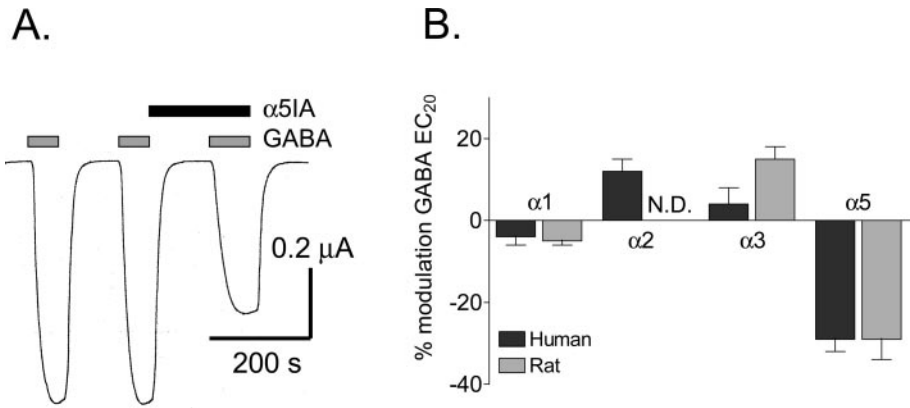 A.
α5IA
GABA
0.2 μA
200 s
B.
% modulation GABA EC20
20
0
-20
-40
α1
α2
N.D.
α3
α5
Human
Rat